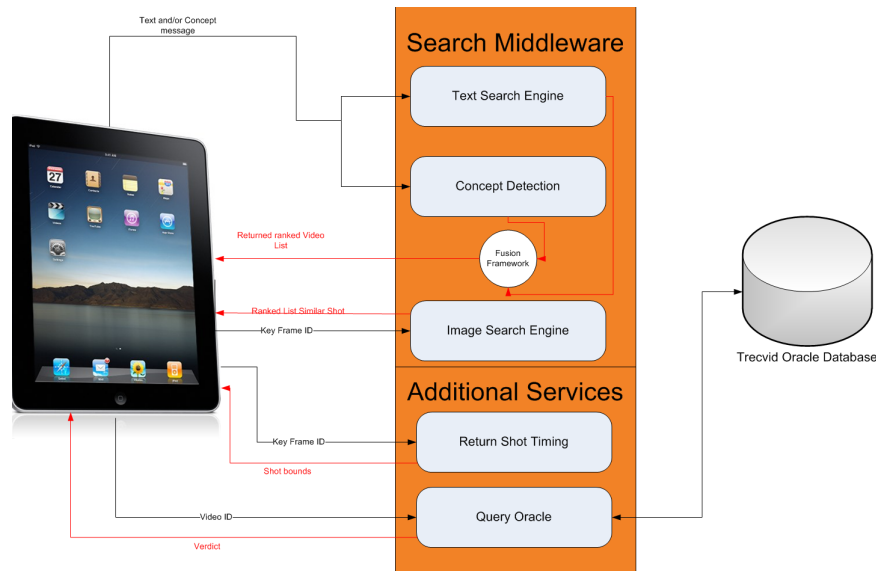 Text and/or Concept
message
Search Middleware
Text Search Engine
Concept Detection
Returned ranked Video
List
Fusion
Framework
Ranked List Similar Shot
Key Frame ID
Image Search Engine
Trecvid Oracle Database
Additional Services
Key Frame ID
Return Shot Timing
Shot bounds
Video ID
Query Oracle
Verdict
27